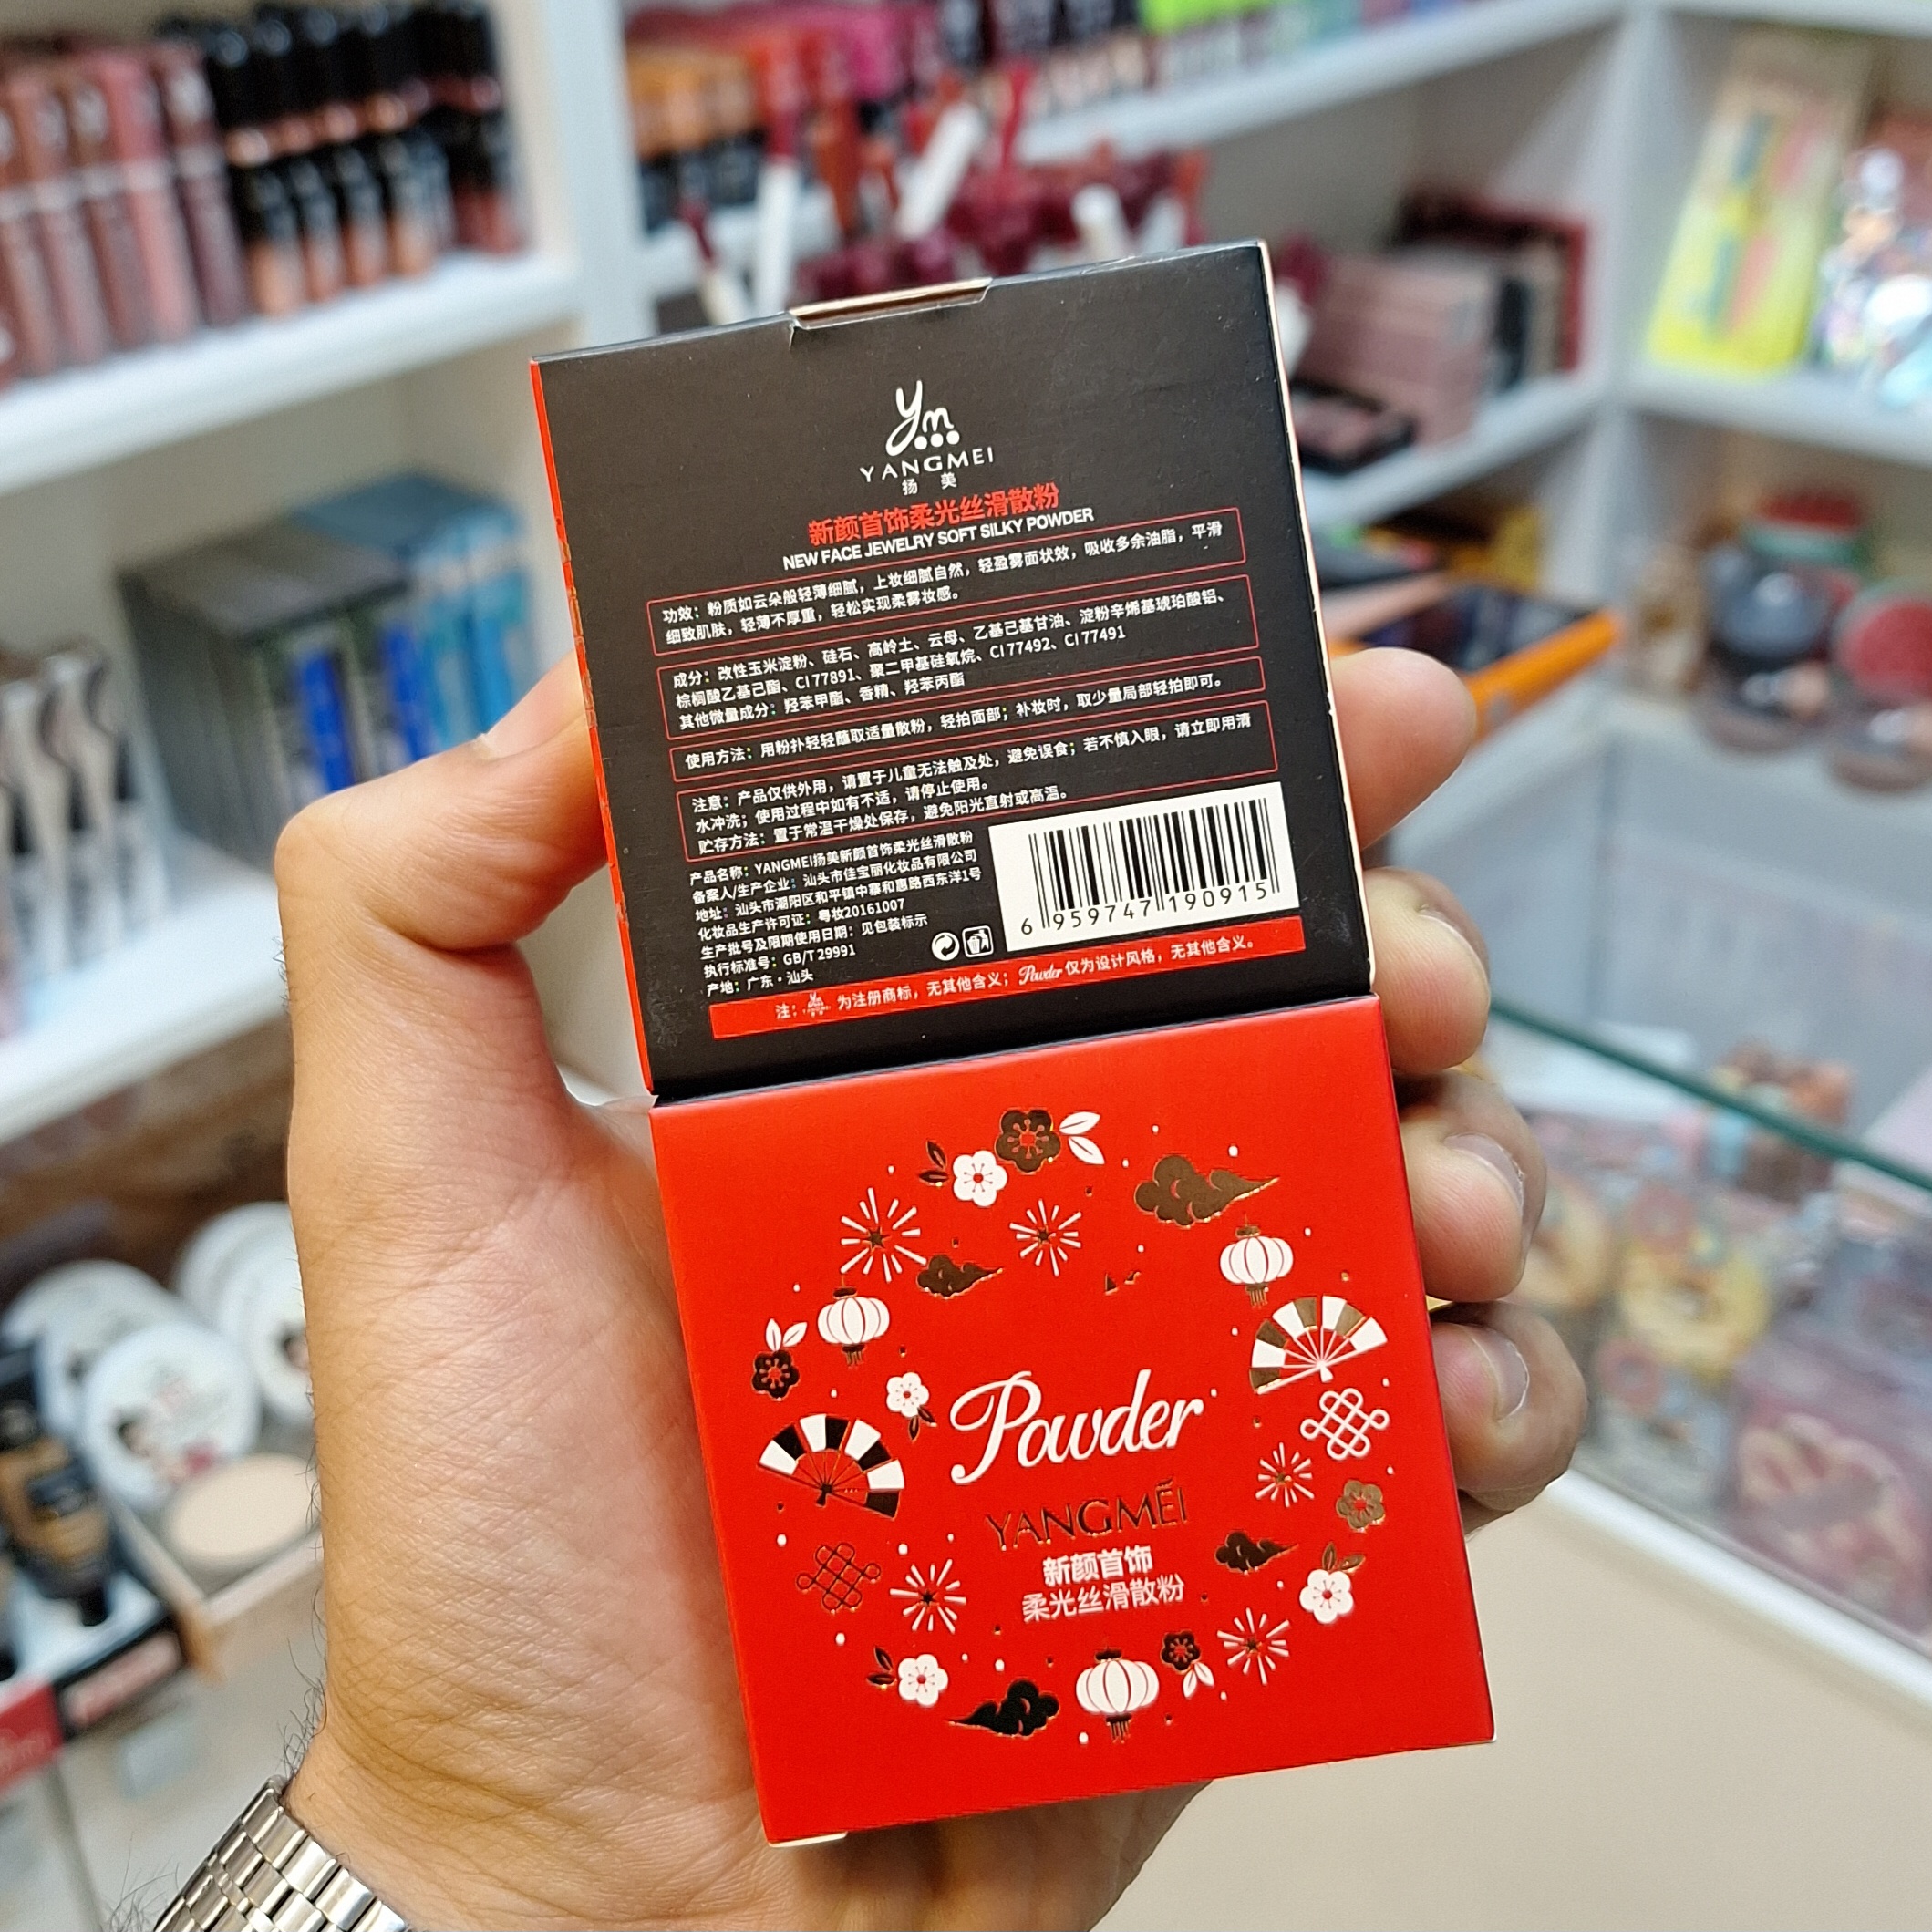 ym
YANGMEI
扬 美
新颜首饰柔光丝滑散粉
NEW FACE JEWELRY SOFT SILKY POWDER
功效：粉质如云朵般轻薄细腻，上妆细腻自然，轻盈雾面状效，吸收多余油脂，平滑
细致肌肤，轻薄不厚重，轻松实现柔雾妆感。
成分：改性玉米淀粉、硅石、高岭土、云母、乙基己基甘油、淀粉辛烯基琥珀酸铝、
棕榈酸乙基己酯、CI 77891、聚二甲基硅氧烷、CI 77492、CI 77491
其他微量成分：羟苯甲酯、香精、羟苯丙酯
使用方法：用粉扑轻轻蘸取适量散粉，轻拍面部；补妆时，取少量局部轻拍即可。
注意：产品仅供外用，请置于儿童无法触及处，避免误食；若不慎入眼，请立即用清
水冲洗；使用过程中如有不适，请停止使用。
贮存方法：置于常温干燥处保存，避免阳光直射或高温。
产品名称：YANGMEI扬美新颜首饰柔光丝滑散粉
备案人/生产企业：汕头市佳宝丽化妆品有限公司
地址：汕头市潮阳区和平镇中寨和惠路西东洋1号
化妆品生产许可证：粤妆20161007
生产批号及限期使用日期：见包装标示
执行标准号：GB/T 29991
产地：广东·汕头
6 959747 190915
注：ym 为注册商标，无其他含义；Powder 仅为设计风格，无其他含义。
Powder
YANGMĒI
新颜首饰
柔光丝滑散粉